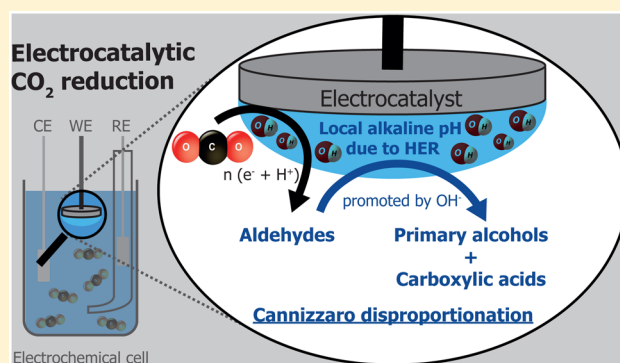 Electrocatalytic
CO₂ reduction
CE WE RE
Electrochemical cell
Electrocatalyst
Local alkaline pH
due to HER
O H
O H
O H
O H
O H
O H
O H
O C O
n (e⁻ + H⁺)
promoted by OH⁻
Aldehydes
Primary alcohols
+
Carboxylic acids
Cannizzaro disproportionation